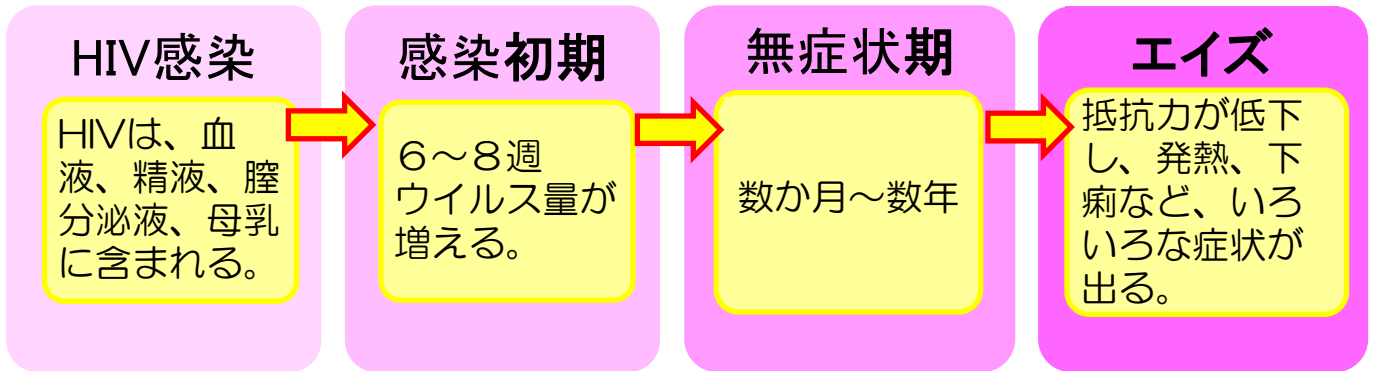 HIV感染
HIVは、血
液、精液、膣
分泌液、母乳
に含まれる。
感染初期
６～８週
ウイルス量が
増える。
無症状期
数か月～数年
エイズ
抵抗力が低下
し、発熱、下
痢など、いろ
いろな症状が
出る。